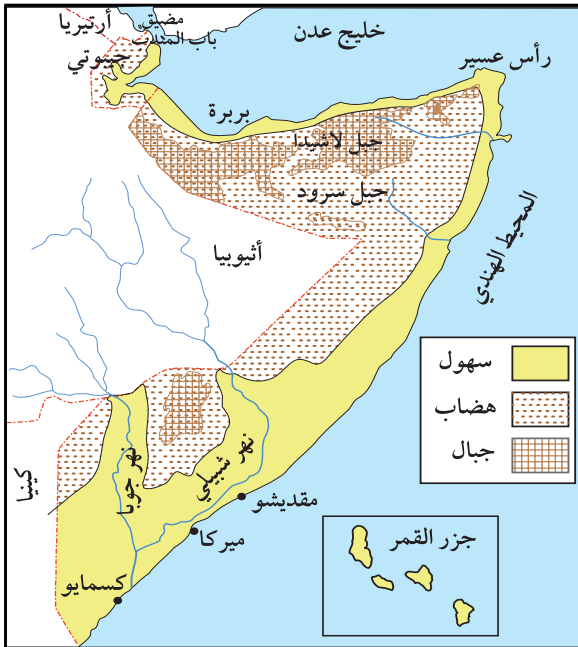 أرتيريا
مضيق
باب المندب
خليج عدن
رأس عسير
جيبوتي
بربرة
جبل لاشيدا
جبل سرود
المحيط الهندي
أثيوبيا
سهول
هضاب
جبال
كينيا
نهر جوبا
نهر شبيلي
مقديشو
ميركا
كسمايو
جزر القمر